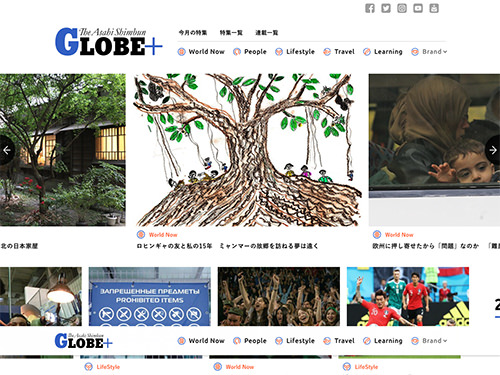 The Asahi Shimbun
GLOBE+
今月の特集 特集一覧 連載一覧
World Now People Lifestyle Travel Learning Brand
World Now
World Now
北の日本家屋
ロヒンギャの友と私の15年 ミャンマーの故郷を訪ねる夢は遠く
欧州に押し寄せたから「問題」なのか
ЗАПРЕЩЕННЫЕ ПРЕДМЕТЫ
PROHIBITED ITEMS
2
The Asahi Shimbun
GLOBE+
World Now People Lifestyle Travel Learning Brand
LifeStyle
World Now
LifeStyle